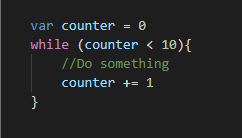 var counter = 0
while (counter < 10){
    //Do something
    counter += 1
}